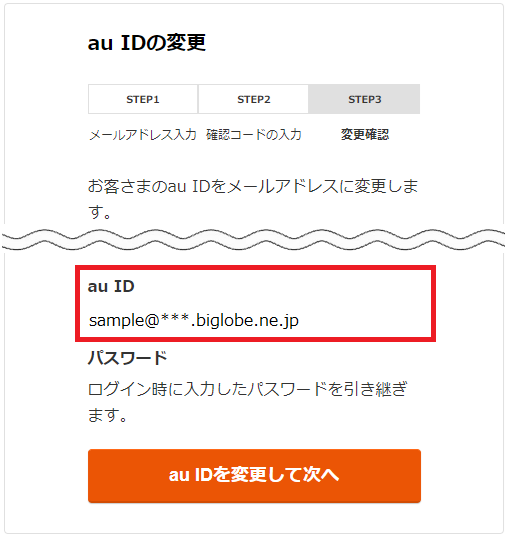 au IDの変更
STEP1 STEP2 STEP3
メールアドレス入力 確認コードの入力 変更確認
お客さまのau IDをメールアドレスに変更しま
す。
au ID
sample@***.biglobe.ne.jp
パスワード
ログイン時に入力したパスワードを引き継ぎ
ます。
au IDを変更して次へ